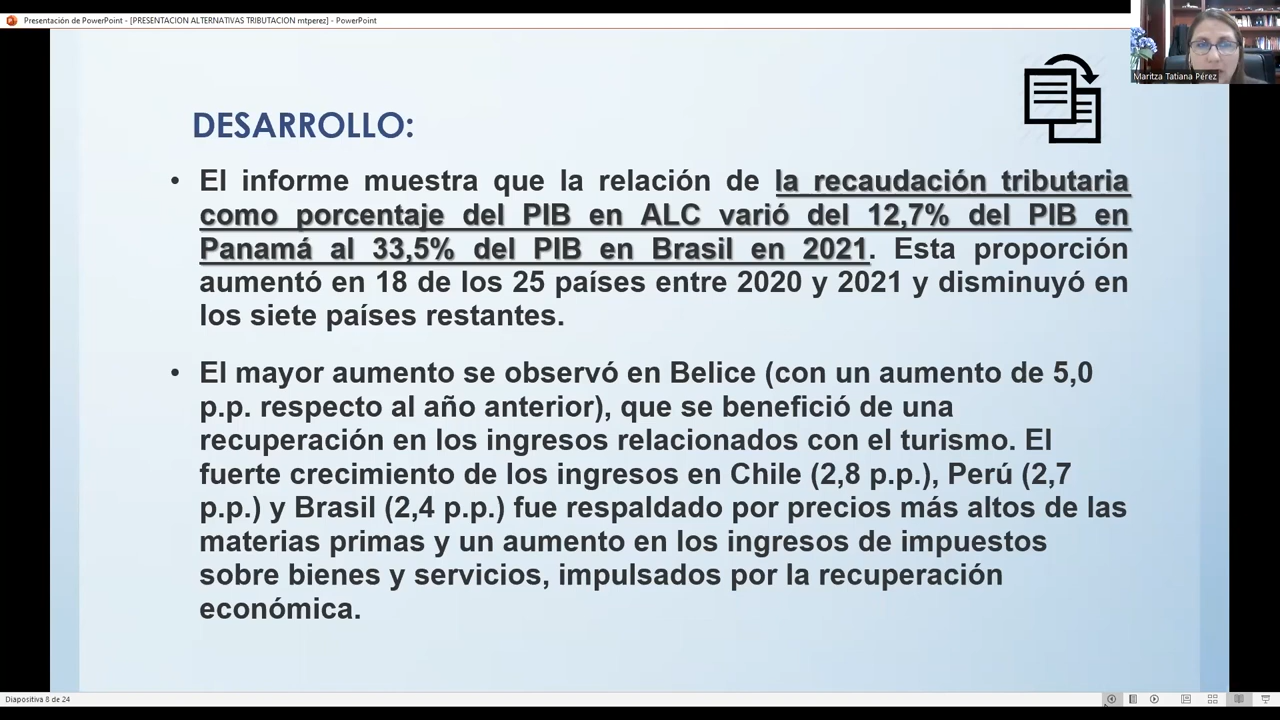 Presentación de PowerPoint - [PRESENTACION ALTERNATIVAS TRIBUTACION mtperez] - PowerPoint
Maritza Tatiana Pérez
DESARROLLO:
• El informe muestra que la relación de la recaudación tributaria
como porcentaje del PIB en ALC varió del 12,7% del PIB en
Panamá al 33,5% del PIB en Brasil en 2021. Esta proporción
aumentó en 18 de los 25 países entre 2020 y 2021 y disminuyó en
los siete países restantes.
• El mayor aumento se observó en Belice (con un aumento de 5,0
p.p. respecto al año anterior), que se benefició de una
recuperación en los ingresos relacionados con el turismo. El
fuerte crecimiento de los ingresos en Chile (2,8 p.p.), Perú (2,7
p.p.) y Brasil (2,4 p.p.) fue respaldado por precios más altos de las
materias primas y un aumento en los ingresos de impuestos
sobre bienes y servicios, impulsados por la recuperación
económica.
Diapositiva 8 de 24